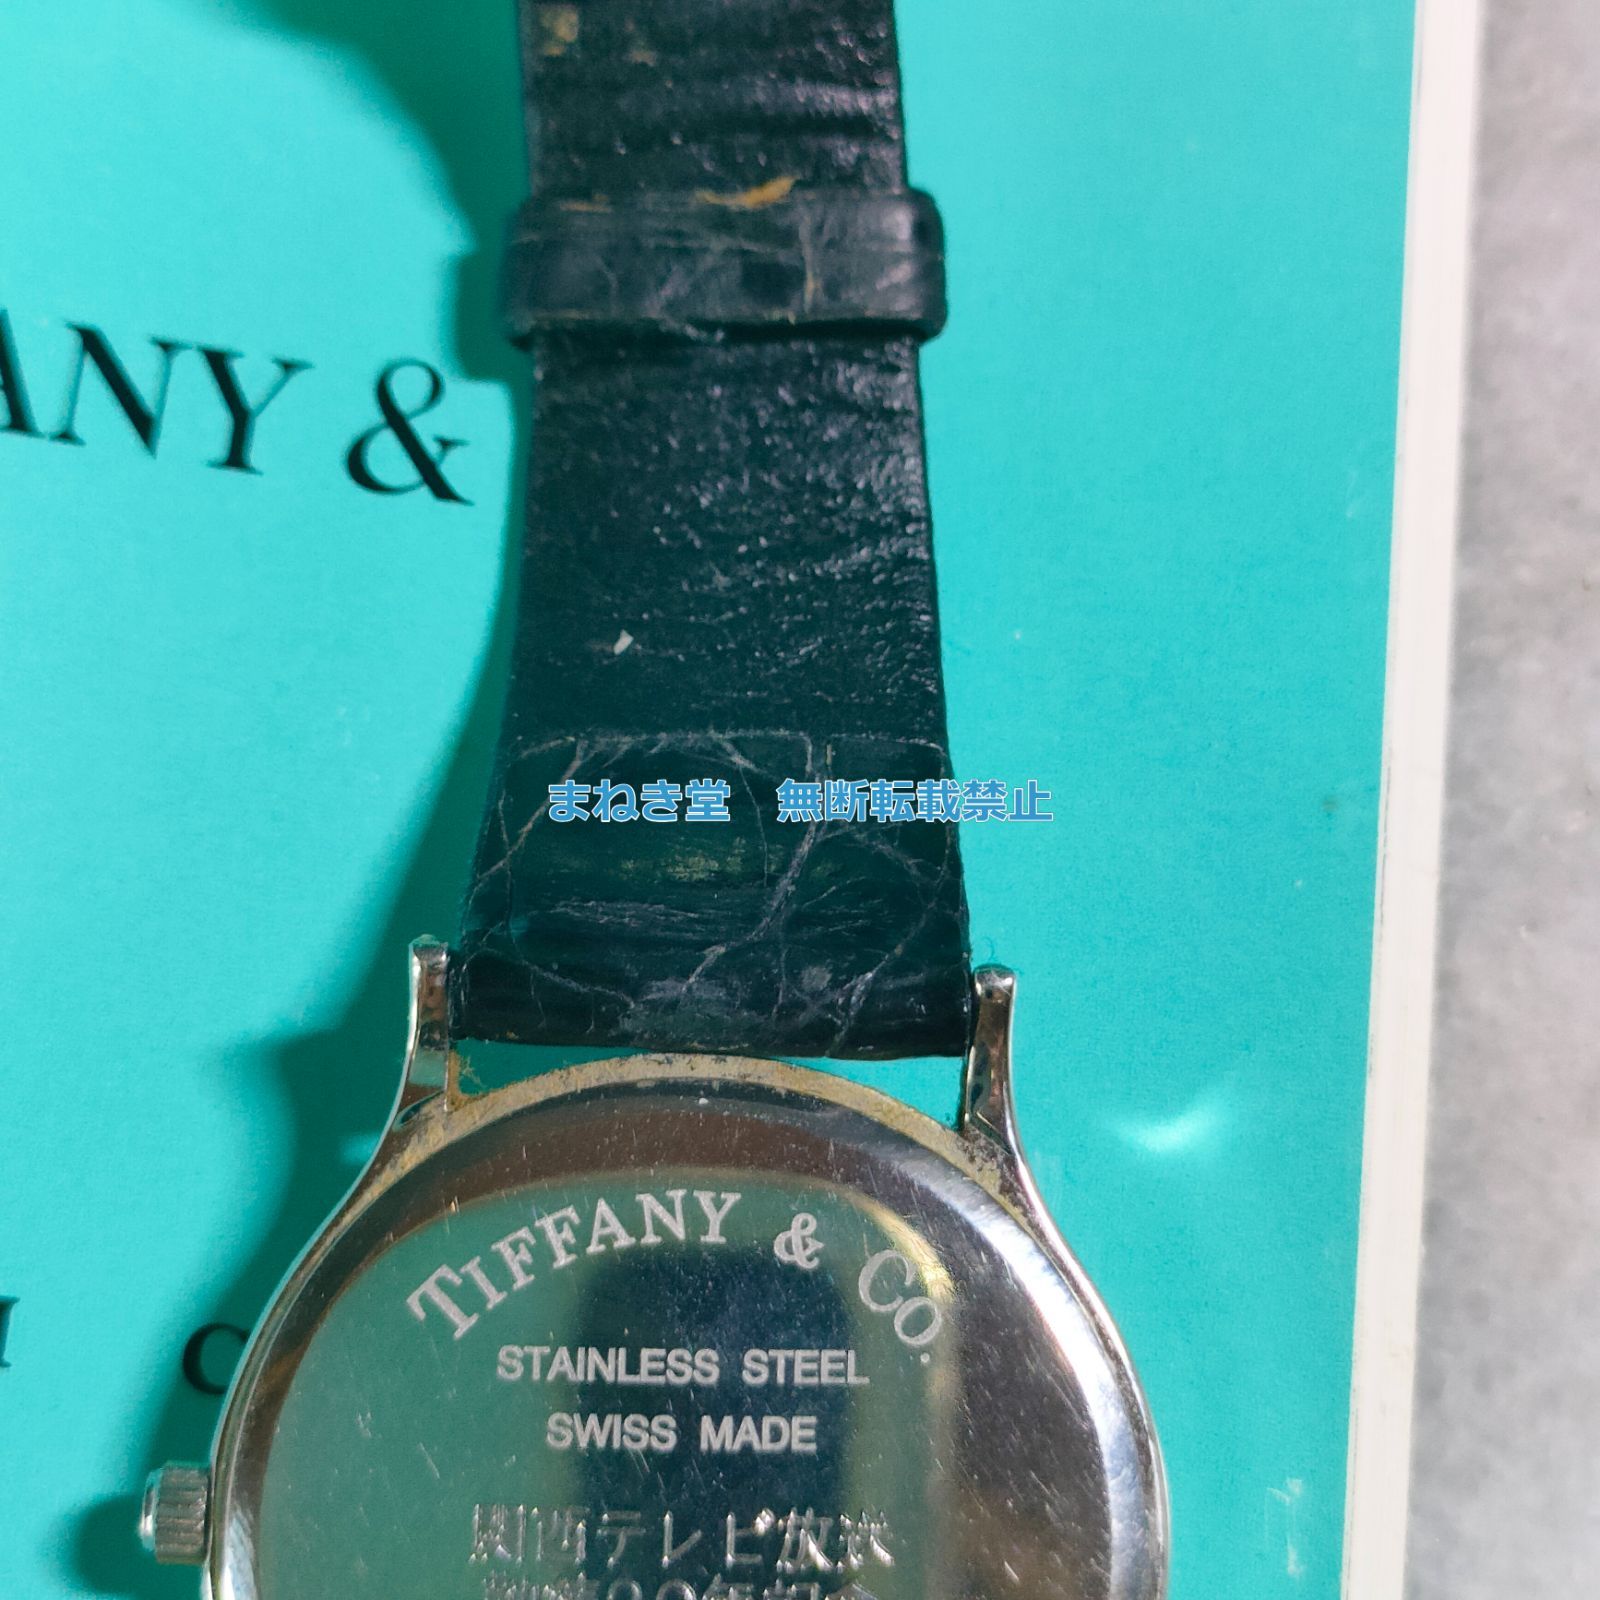 ANY &
まねき堂　無断転載禁止
TIFFANY & Co.
STAINLESS STEEL
SWISS MADE
関西テレビ放送